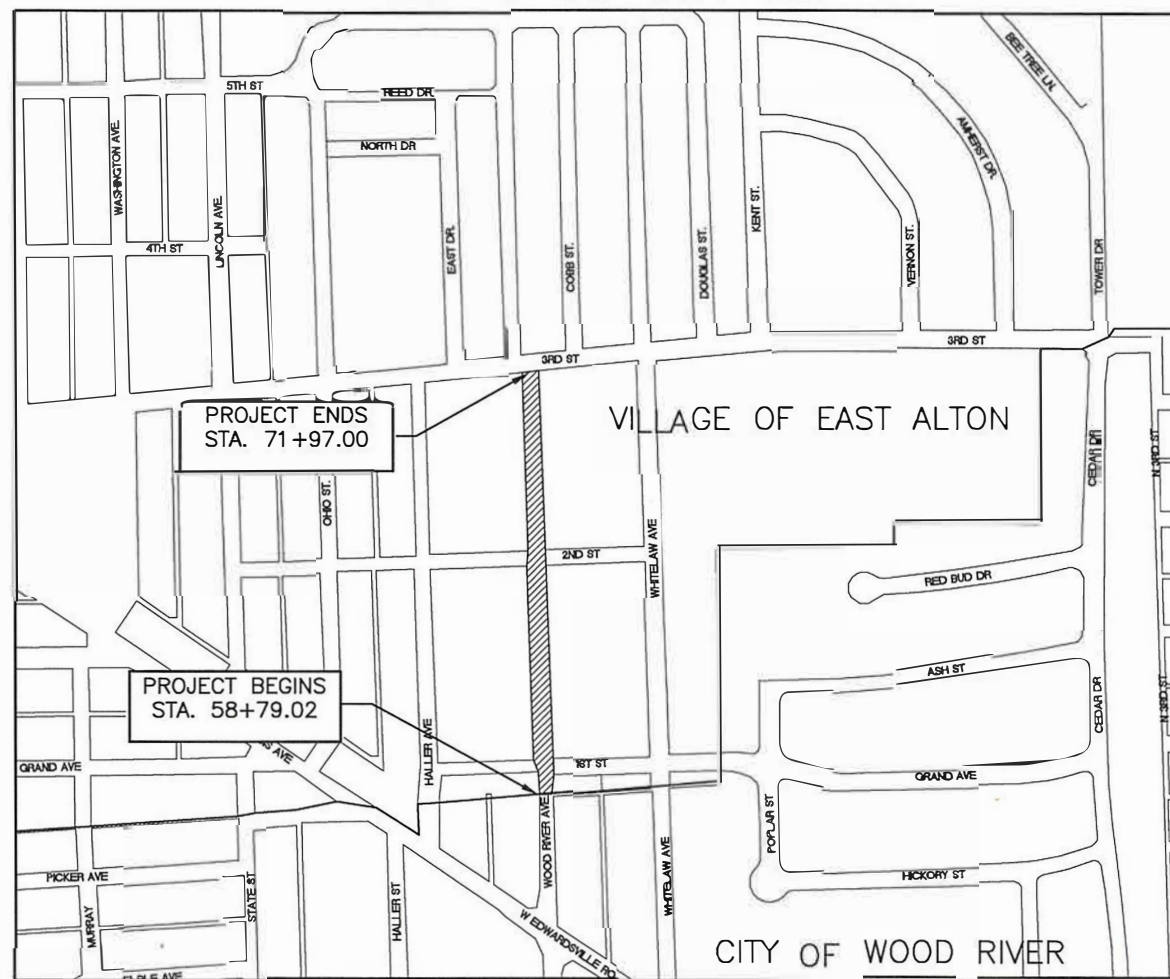 BEE TREE LN.
5TH ST
REED DR.
WASHINGTON AVE.
AMHERST DR.
NORTH DR
LINCOLN AVE.
KENT ST.
4TH ST
EAST DR.
COBB ST.
DOUGLAS ST.
VERNON ST.
TOWER DR
3RD ST
3RD ST
PROJECT ENDS
STA. 71+97.00
VILLAGE OF EAST ALTON
CEDAR DR
N 3RD ST
OHIO ST.
WHITELAW AVE
2ND ST
RED BUD DR
ASH ST
PROJECT BEGINS
STA. 58+79.02
CEDAR DR
N 3RD ST
HALLER AVE
AVE
GRAND AVE
1ST ST
GRAND AVE
WOOD RIVER AVE
POPLAR ST
PICKER AVE
STATE ST
HALLER ST
WHITELAW AVE
HICKORY ST
MURRAY
W EDWARDSVILLE RD
CITY OF WOOD RIVER
AVE